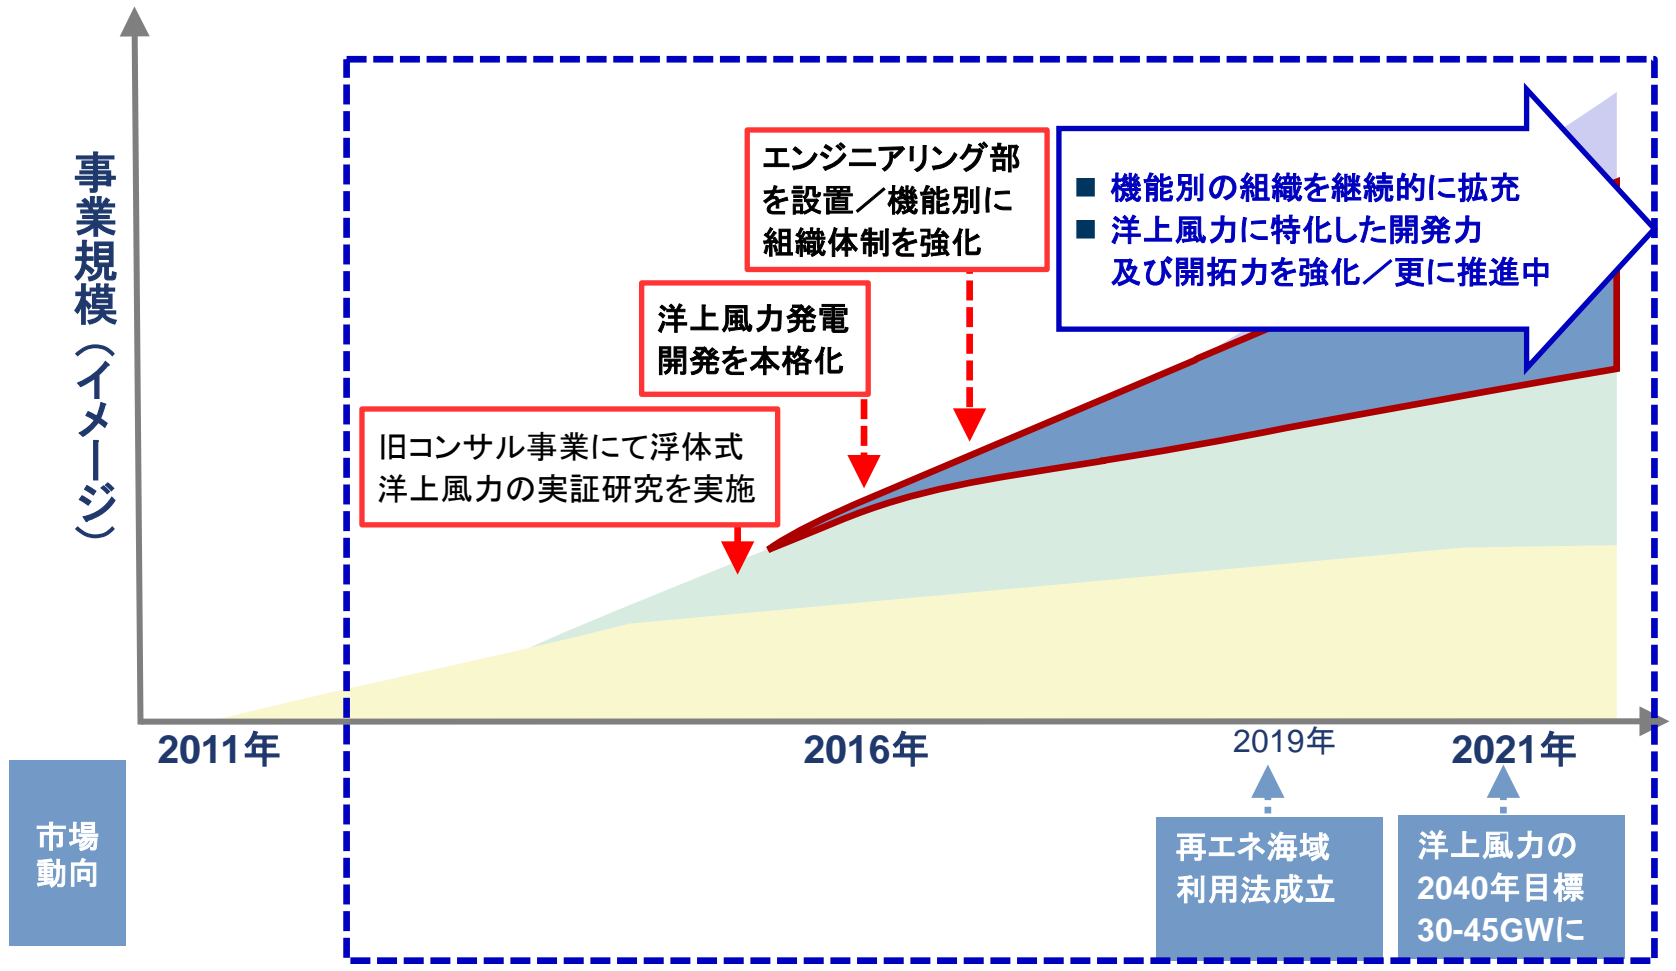 事業規模（イメージ）
エンジニアリング部
を設置／機能別に
組織体制を強化
■ 機能別の組織を継続的に拡充
■ 洋上風力に特化した開発力
及び開拓力を強化／更に推進中
洋上風力発電
開発を本格化
旧コンサル事業にて浮体式
洋上風力の実証研究を実施
2011年
2016年
2019年
2021年
市場
動向
再エネ海域
利用法成立
洋上風力の
2040年目標
30-45GWに